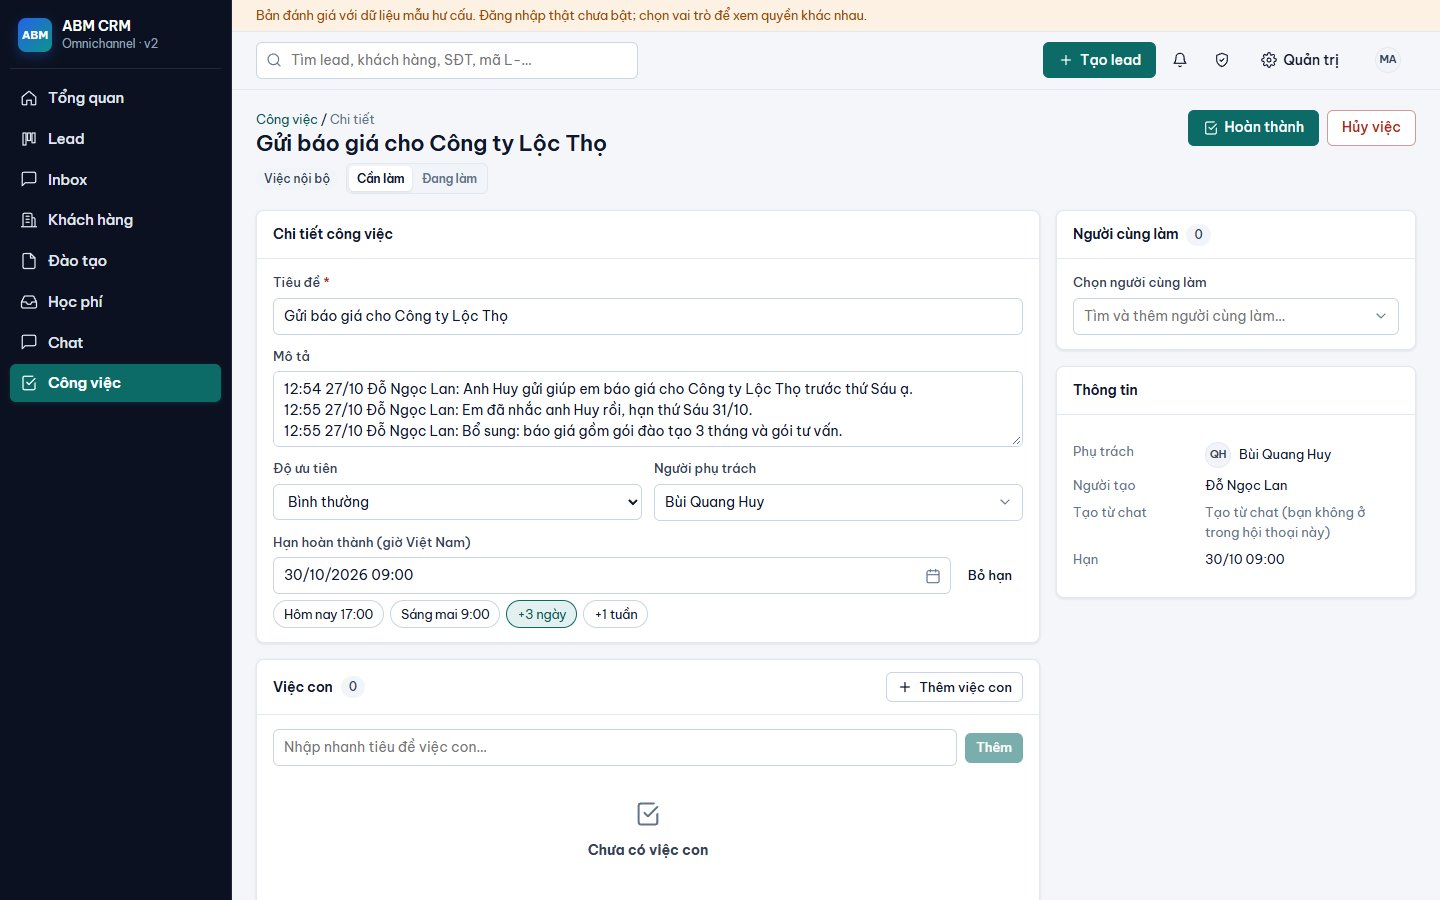 ABM
ABM CRM
Omnichannel · v2
Tổng quan
Lead
Inbox
Khách hàng
Đào tạo
Học phí
Chat
Công việc
Bản đánh giá với dữ liệu mẫu hư cấu. Đăng nhập thật chưa bật; chọn vai trò để xem quyền khác nhau.
Tìm lead, khách hàng, SĐT, mã L-...
+ Tạo lead
Quản trị
MA
Công việc / Chi tiết
Gửi báo giá cho Công ty Lộc Thọ
Hoàn thành
Hủy việc
Việc nội bộ
Cần làm
Đang làm
Chi tiết công việc
Tiêu đề *
Gửi báo giá cho Công ty Lộc Thọ
Mô tả
12:54 27/10 Đỗ Ngọc Lan: Anh Huy gửi giúp em báo giá cho Công ty Lộc Thọ trước thứ Sáu ạ.
12:55 27/10 Đỗ Ngọc Lan: Em đã nhắc anh Huy rồi, hạn thứ Sáu 31/10.
12:55 27/10 Đỗ Ngọc Lan: Bổ sung: báo giá gồm gói đào tạo 3 tháng và gói tư vấn.
Độ ưu tiên
Người phụ trách
Bình thường
Bùi Quang Huy
Hạn hoàn thành (giờ Việt Nam)
30/10/2026 09:00
Bỏ hạn
Hôm nay 17:00
Sáng mai 9:00
+3 ngày
+1 tuần
Việc con 0
+ Thêm việc con
Nhập nhanh tiêu đề việc con...
Thêm
Chưa có việc con
Người cùng làm 0
Chọn người cùng làm
Tìm và thêm người cùng làm...
Thông tin
Phụ trách
QH Bùi Quang Huy
Người tạo
Đỗ Ngọc Lan
Tạo từ chat
Tạo từ chat (bạn không ở
trong hội thoại này)
Hạn
30/10 09:00